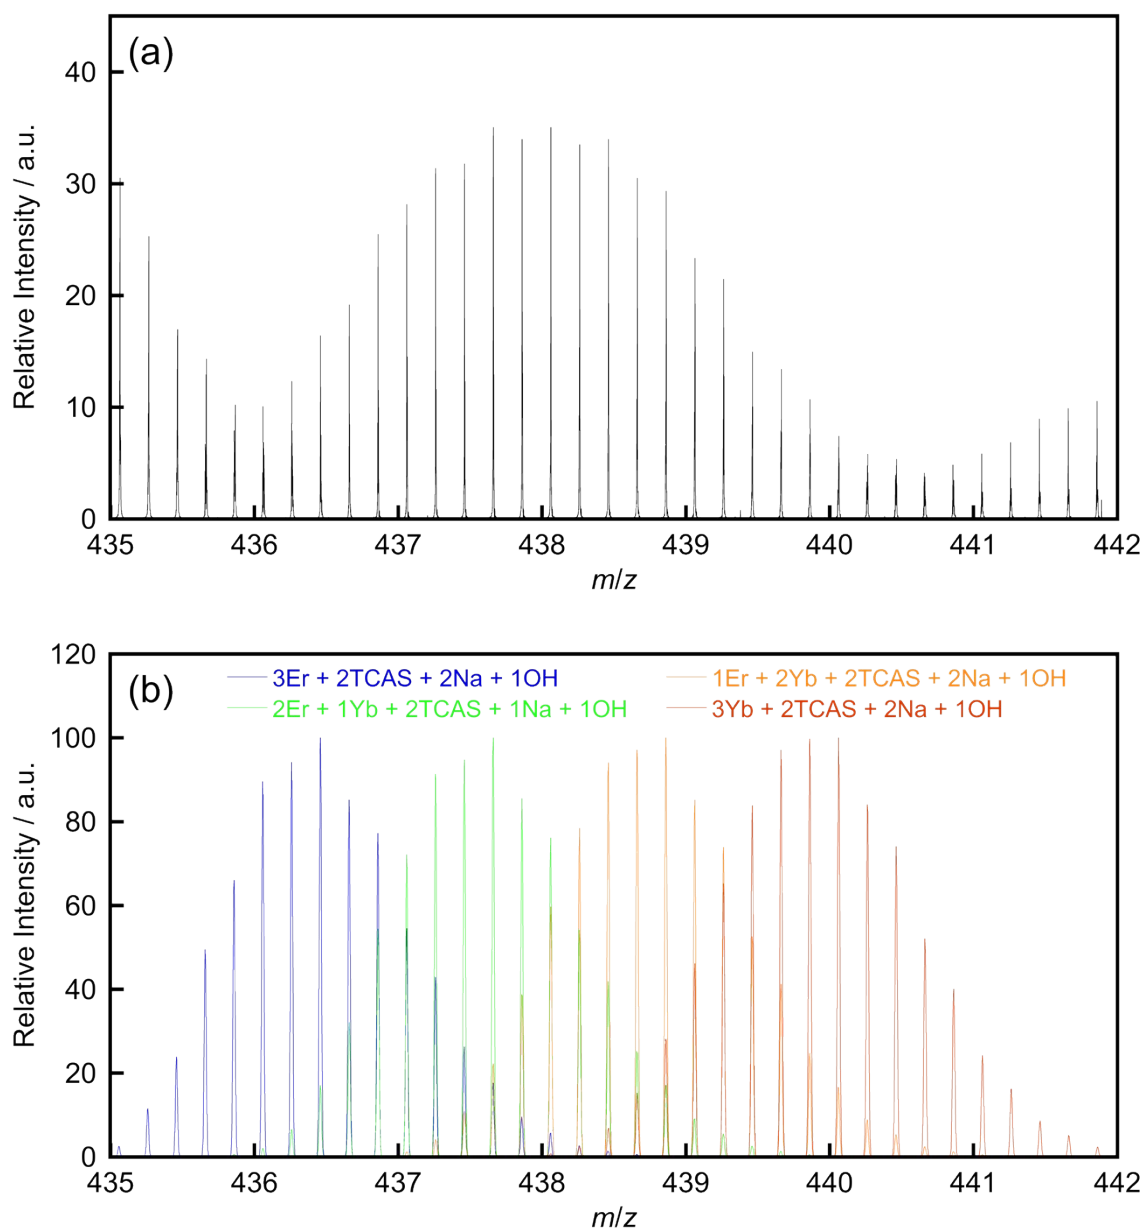 (a)
Relative Intensity / a.u.
40
30
20
10
0
435 436 437 438 439 440 441 442
m/z
(b)
3Er + 2TCAS + 2Na + 1OH
1Er + 2Yb + 2TCAS + 2Na + 1OH
2Er + 1Yb + 2TCAS + 1Na + 1OH
3Yb + 2TCAS + 2Na + 1OH
Relative Intensity / a.u.
120
100
80
60
40
20
0
435 436 437 438 439 440 441 442
m/z